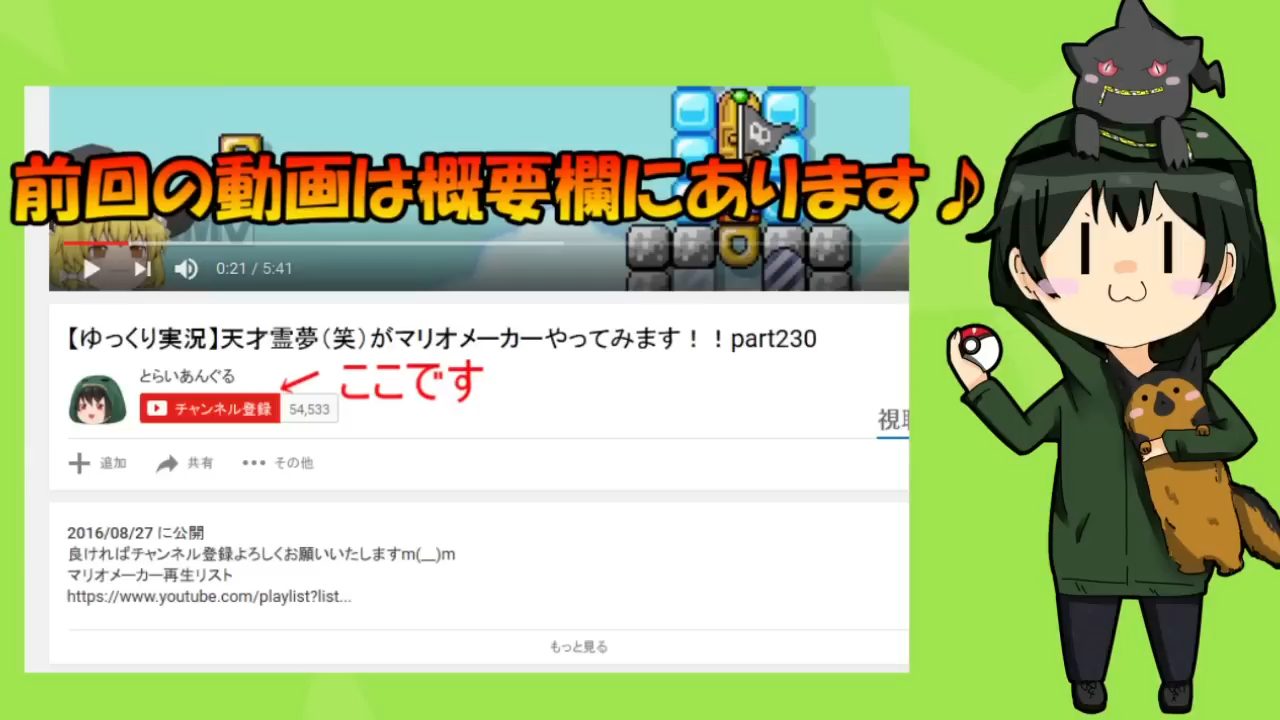 前回の動画は概要欄にあります♪
0:21 / 5:41
【ゆっくり実況】天才霊夢(笑)がマリオメーカーやってみます！！part230
とらいあんぐる
ここです
チャンネル登録 54,533
視聴
追加 共有 その他
2016/08/27 に公開
良ければチャンネル登録よろしくお願いいたしますm(__)m
マリオメーカー再生リスト
https://www.youtube.com/playlist?list...
もっと見る